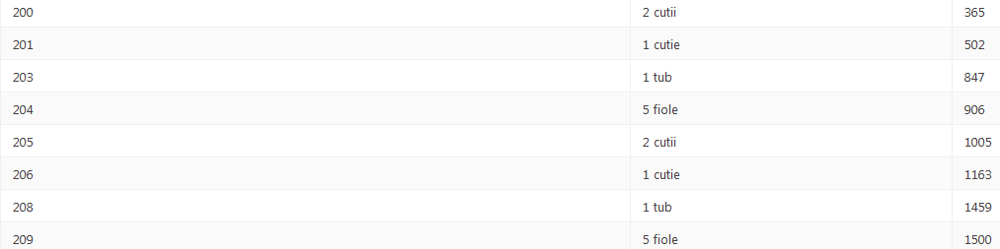 200 2 cutii 365
201 1 cutie 502
203 1 tub 847
204 5 fiole 906
205 2 cutii 1005
206 1 cutie 1163
208 1 tub 1459
209 5 fiole 1500